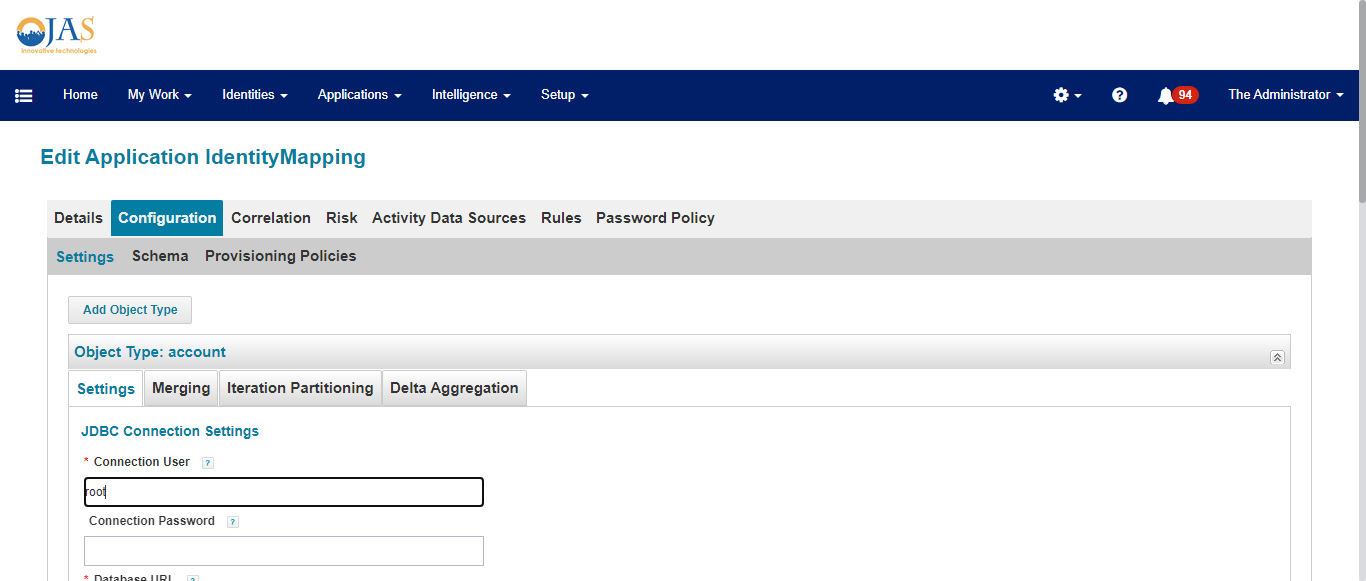 OJAS
innovative technologies
Home My Work Identities Applications Intelligence Setup ? 94 The Administrator
Edit Application IdentityMapping
Details Configuration Correlation Risk Activity Data Sources Rules Password Policy
Settings Schema Provisioning Policies
Add Object Type
Object Type: account
Settings Merging Iteration Partitioning Delta Aggregation
JDBC Connection Settings
* Connection User ?
root
Connection Password ?
* Database URL ?